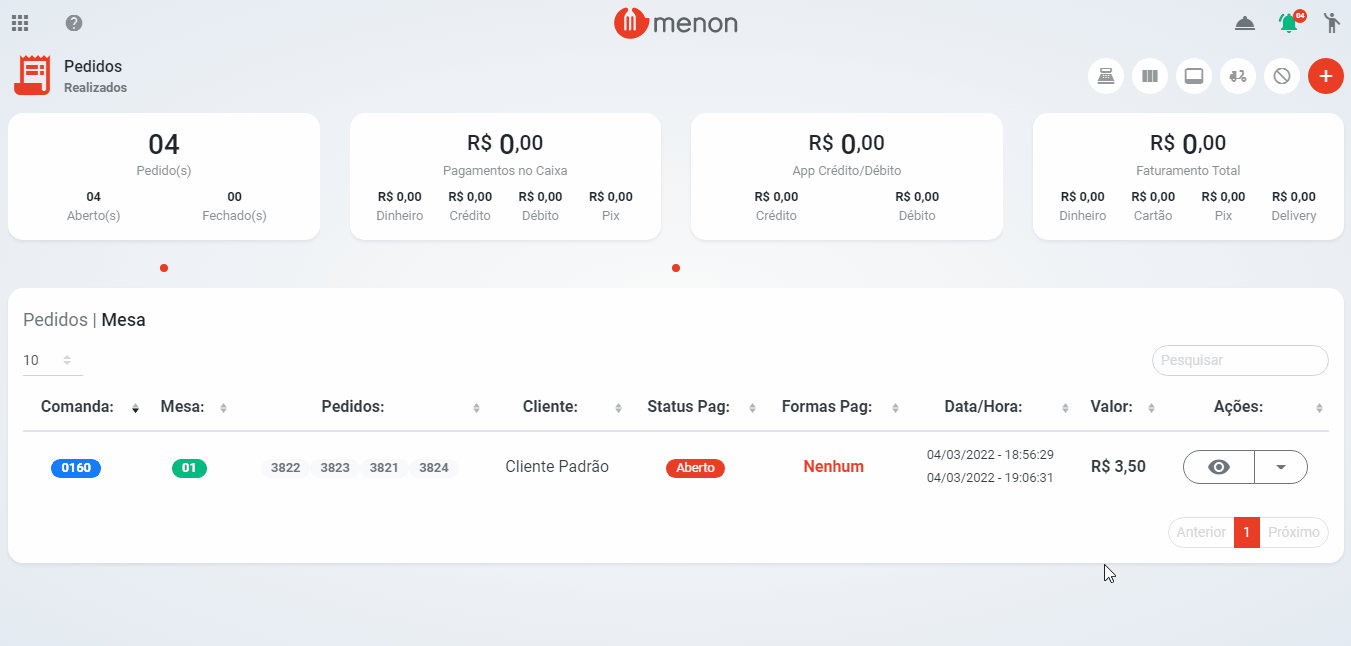 menon
04
Pedidos
Realizados
04
Pedido(s)
04 00
Aberto(s) Fechado(s)
R$ 0,00
Pagamentos no Caixa
R$ 0,00 R$ 0,00 R$ 0,00 R$ 0,00
Dinheiro Crédito Débito Pix
R$ 0,00
App Crédito/Débito
R$ 0,00 R$ 0,00
Crédito Débito
R$ 0,00
Faturamento Total
R$ 0,00 R$ 0,00 R$ 0,00 R$ 0,00
Dinheiro Cartão Pix Delivery
Pedidos | Mesa
10 Pesquisar
Comanda: Mesa: Pedidos: Cliente: Status Pag: Formas Pag: Data/Hora: Valor: Ações:
0160 01 3822 3823 3821 3824 Cliente Padrão Aberto Nenhum 04/03/2022 - 18:56:29 R$ 3,50
04/03/2022 - 19:06:31
Anterior 1 Próximo